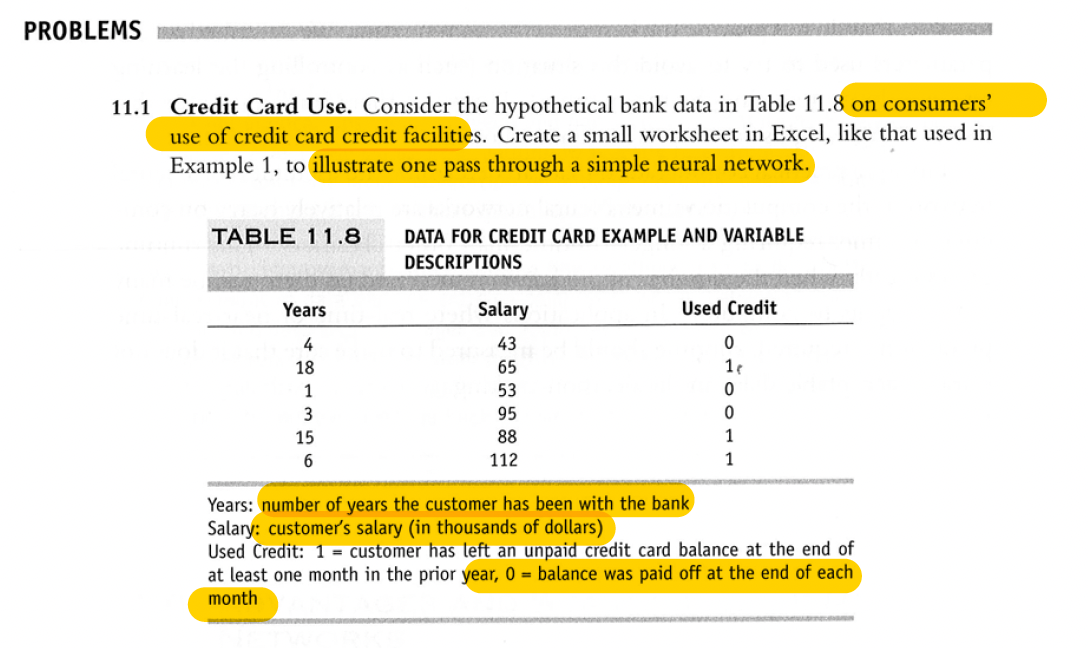 PROBLEMS
11.1 Credit Card Use. Consider the hypothetical bank data in Table 11.8 on consumers’
use of credit card credit facilities. Create a small worksheet in Excel, like that used in
Example 1, to illustrate one pass through a simple neural network.
TABLE 11.8 DATA FOR CREDIT CARD EXAMPLE AND VARIABLE
DESCRIPTIONS
Years Salary Used Credit
4 43 0
18 65 1
1 53 0
3 95 0
15 88 1
6 112 1
Years: number of years the customer has been with the bank
Salary: customer’s salary (in thousands of dollars)
Used Credit: 1 = customer has left an unpaid credit card balance at the end of
at least one month in the prior year, 0 = balance was paid off at the end of each
month